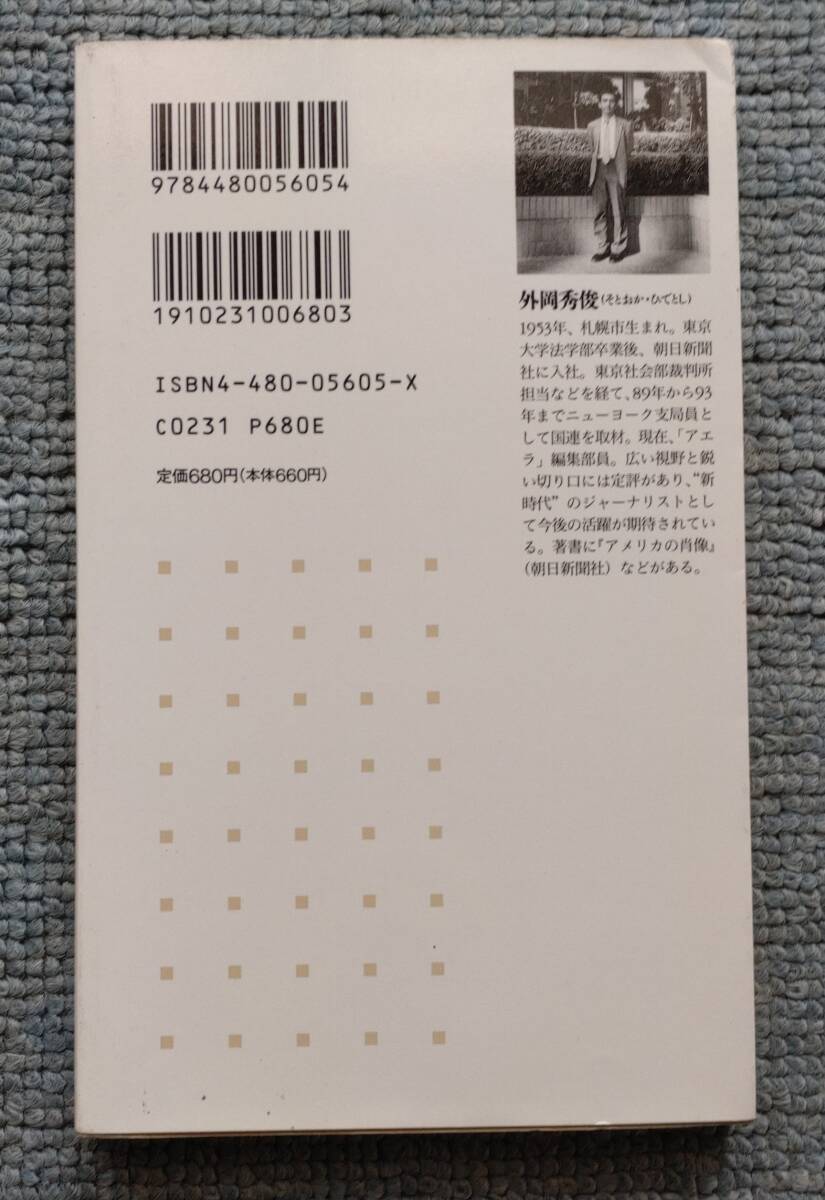 9784480056054
1910231006803
ISBN4-480-05605-X
C0231 P680E
定価680円(本体660円)
外岡秀俊(そとおか・ひでとし)
1953年、札幌市生まれ。東京
大学法学部卒業後、朝日新聞
社に入社。東京社会部裁判所
担当などを経て、89年から93
年までニューヨーク支局員と
して国連を取材。現在、「アエ
ラ」編集部員。広い視野と鋭
い切り口には定評があり、“新
時代”のジャーナリストとし
て今後の活躍が期待されてい
る。著書に『アメリカの肖像』
(朝日新聞社)などがある。